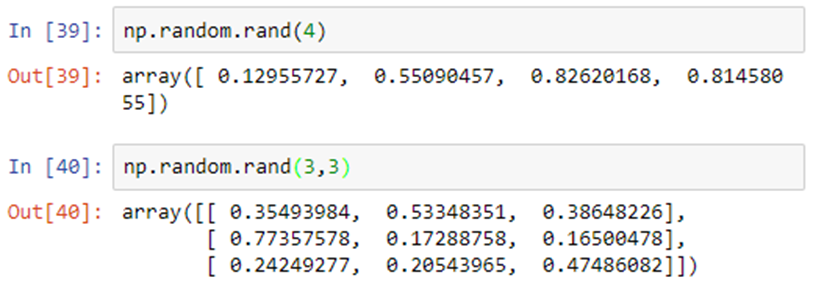 In [39]: np.random.rand(4)
Out[39]: array([ 0.12955727, 0.55090457, 0.82620168, 0.814580
55])
In [40]: np.random.rand(3,3)
Out[40]: array([[ 0.35493984, 0.53348351, 0.38648226],
[ 0.77357578, 0.17288758, 0.16500478],
[ 0.24249277, 0.20543965, 0.47486082]])